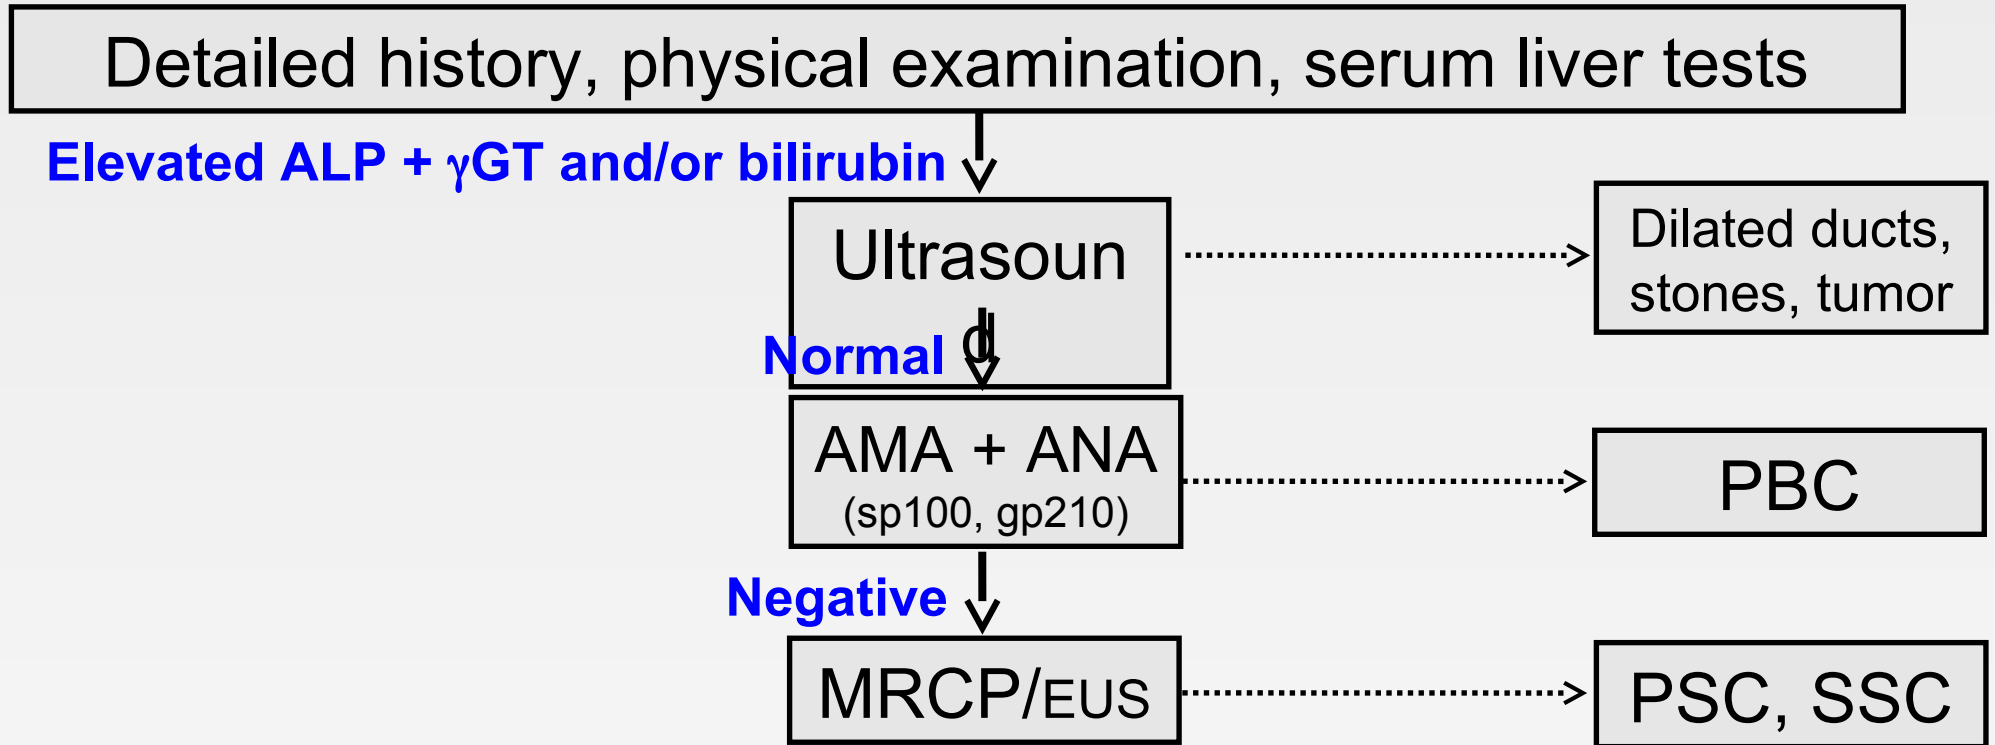 Detailed history, physical examination, serum liver tests
Elevated ALP + γGT and/or bilirubin
Ultrasoun
d
Dilated ducts,
stones, tumor
Normal
AMA + ANA
(sp100, gp210)
PBC
Negative
MRCP/EUS
PSC, SSC